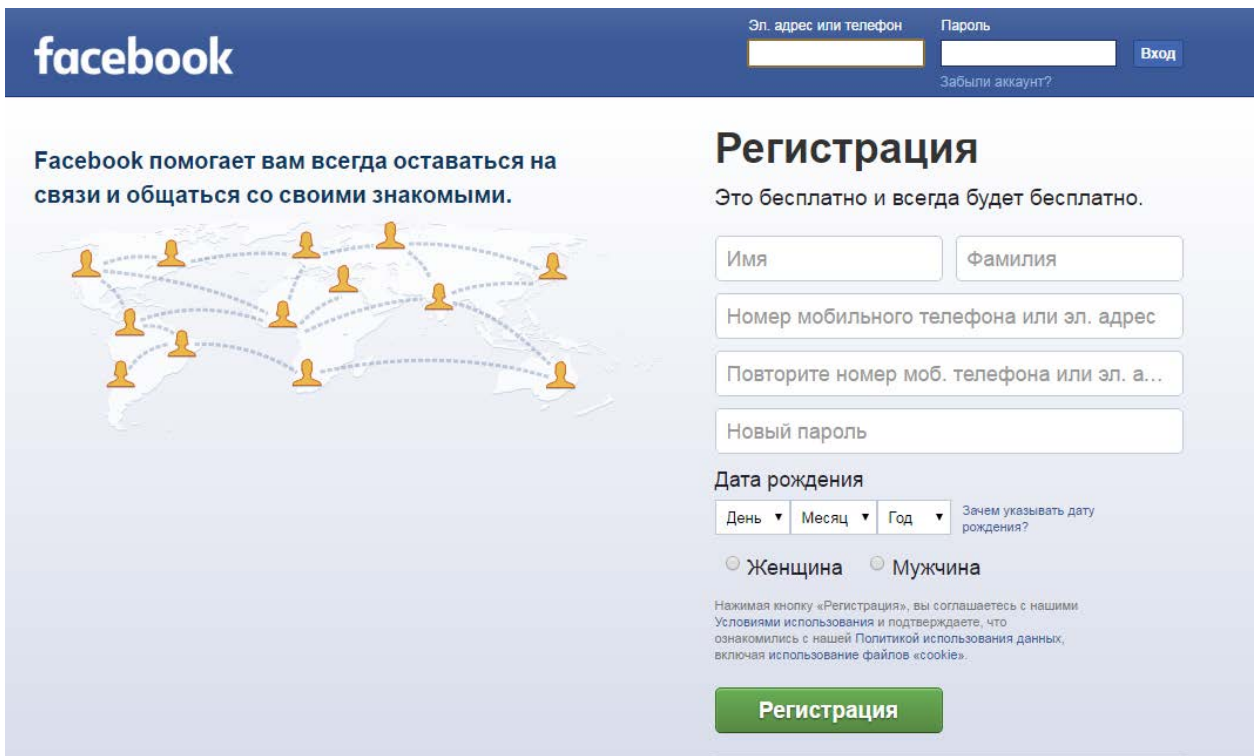 facebook
Эл. адрес или телефон
Пароль
Вход
Забыли аккаунт?
Facebook помогает вам всегда оставаться на
связи и общаться со своими знакомыми.
Регистрация
Это бесплатно и всегда будет бесплатно.
Имя
Фамилия
Номер мобильного телефона или эл. адрес
Повторите номер моб. телефона или эл. а...
Новый пароль
Дата рождения
День
Месяц
Год
Зачем указывать дату
рождения?
Женщина
Мужчина
Нажимая кнопку «Регистрация», вы соглашаетесь с нашими
Условиями использования и подтверждаете, что
ознакомились с нашей Политикой использования данных,
включая использование файлов «cookie».
Регистрация